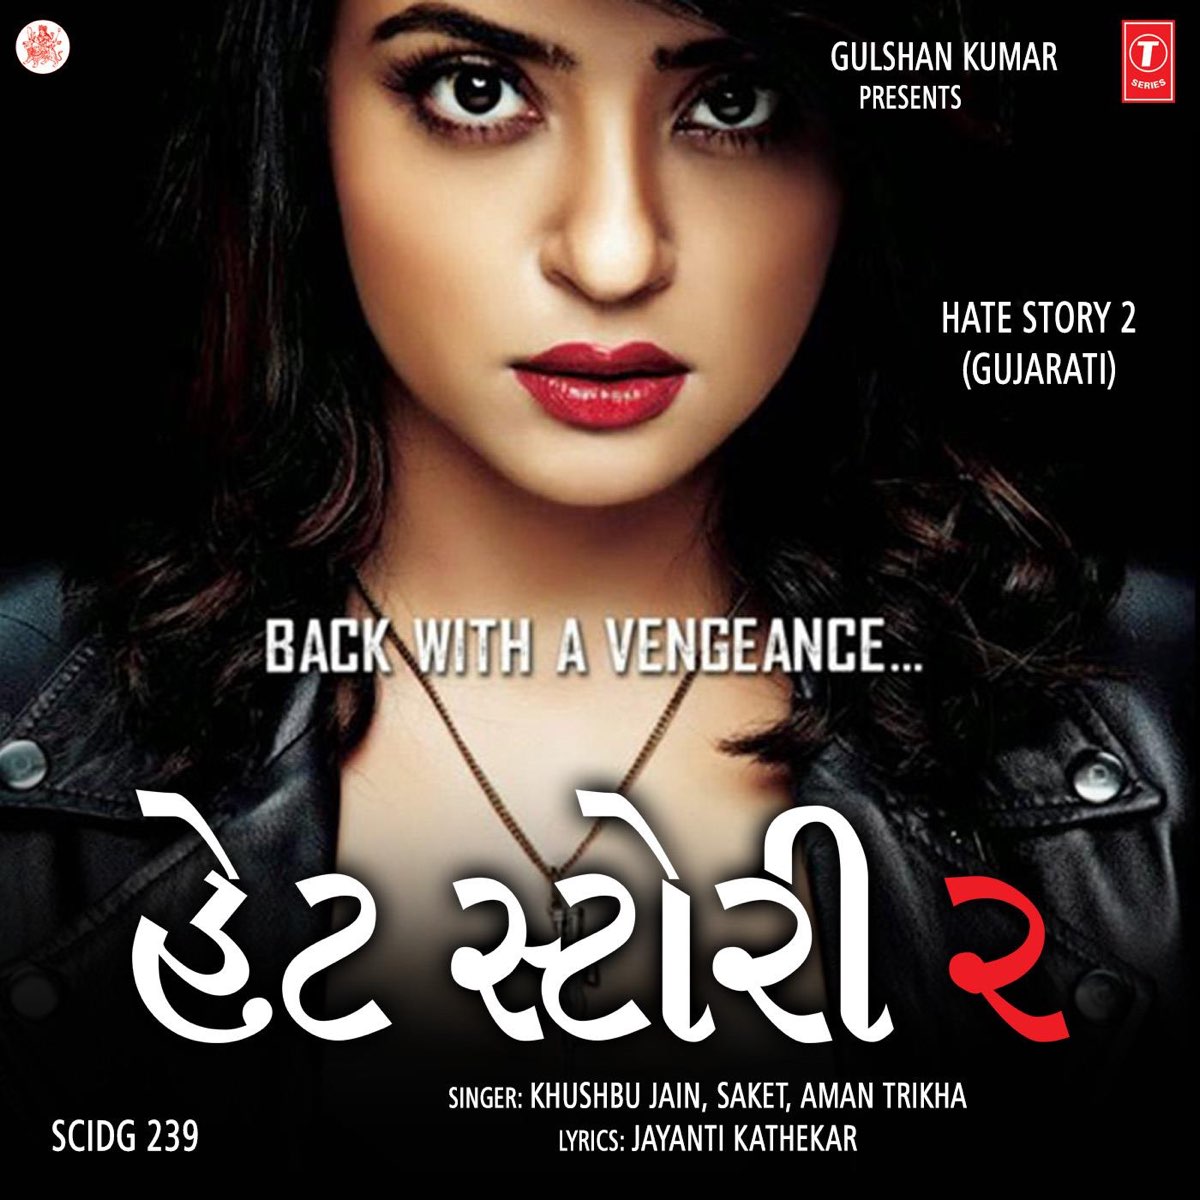 GULSHAN KUMAR
PRESENTS
T
SERIES
HATE STORY 2
(GUJARATI)
BACK WITH A VENGEANCE...
હેટ સ્ટોરી ૨
SINGER: KHUSHBU JAIN, SAKET, AMAN TRIKHA
LYRICS: JAYANTI KATHEKAR
SCIDG 239